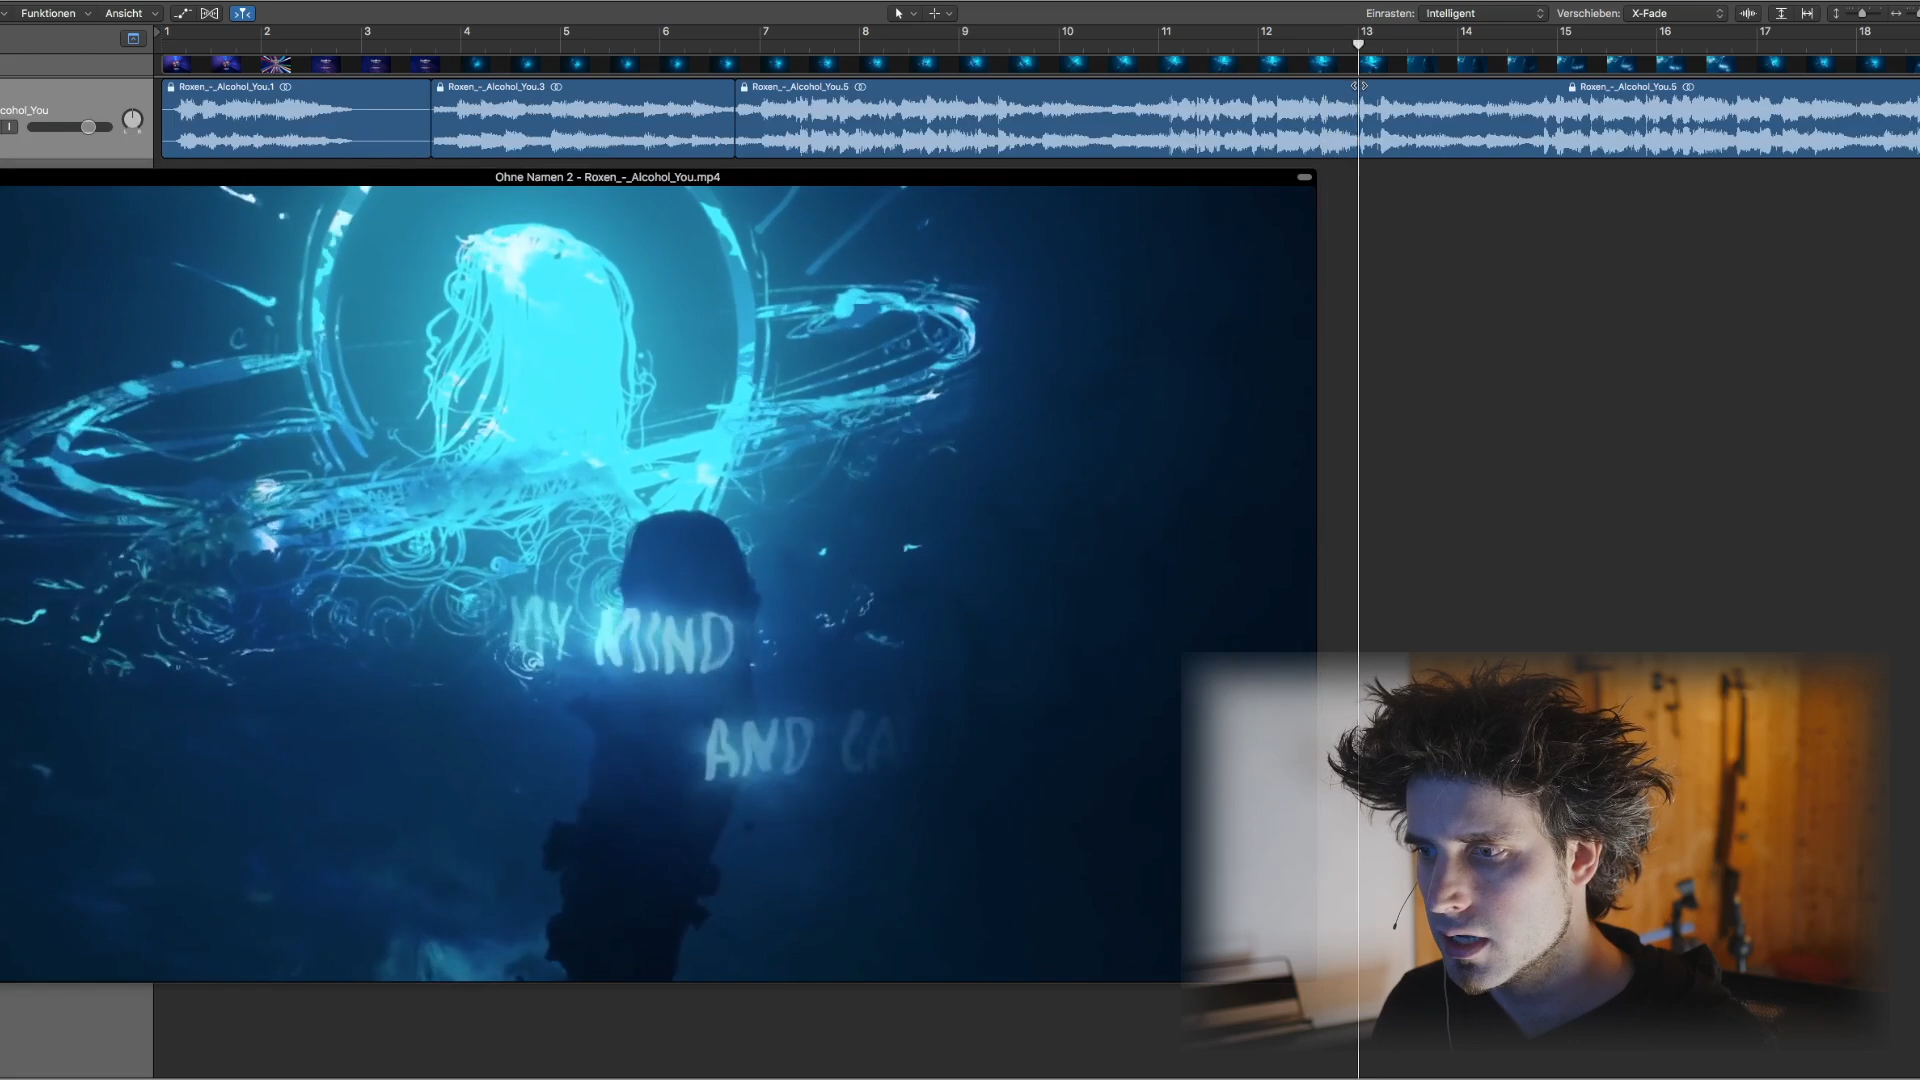 Funktionen
Ansicht
Einrasten:
Intelligent
Verschieben:
X-Fade
1 2 3 4 5 6 7 8 9 10 11 12 13 14 15 16 17 18
cohol_You
I
Roxen_-_Alcohol_You.1
Roxen_-_Alcohol_You.3
Roxen_-_Alcohol_You.5
Roxen_-_Alcohol_You.5
Ohne Namen 2 - Roxen_-_Alcohol_You.mp4
MY MIND
AND CA